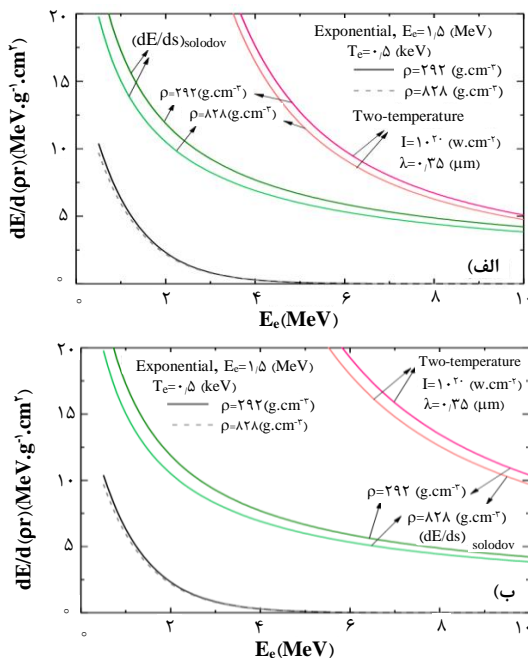 dE/d(ρr)(MeV.g⁻¹.cm²)
۲۰
۱۵
۱۰
۵
۰
(dE/ds)solodov
ρ=۲۹۲(g.cm⁻³)
ρ=۸۲۸(g.cm⁻³)
Exponential, Eₑ=۱/۵ (MeV)
Tₑ=۰/۵ (keV)
ρ=۲۹۲ (g.cm⁻³)
ρ=۸۲۸ (g.cm⁻³)
Two-temperature
I=۱۰²⁰ (w.cm⁻²)
λ=۰/۳۵ (μm)
الف)
۰ ۲ ۴ ۶ ۸ ۱۰
Eₑ(MeV)
dE/d(ρr)(MeV.g⁻¹.cm²)
۲۰
۱۵
۱۰
۵
۰
Exponential, Eₑ=۱/۵ (MeV)
Tₑ=۰/۵ (keV)
ρ=۲۹۲(g.cm⁻³)
ρ=۸۲۸(g.cm⁻³)
Two-temperature
I=۱۰²⁰ (w.cm⁻²)
λ=۰/۳۵ (μm)
ρ=۲۹۲ (g.cm⁻³)
ρ=۸۲۸ (g.cm⁻³)
(dE/ds)solodov
ب)
۰ ۲ ۴ ۶ ۸ ۱۰
Eₑ(MeV)